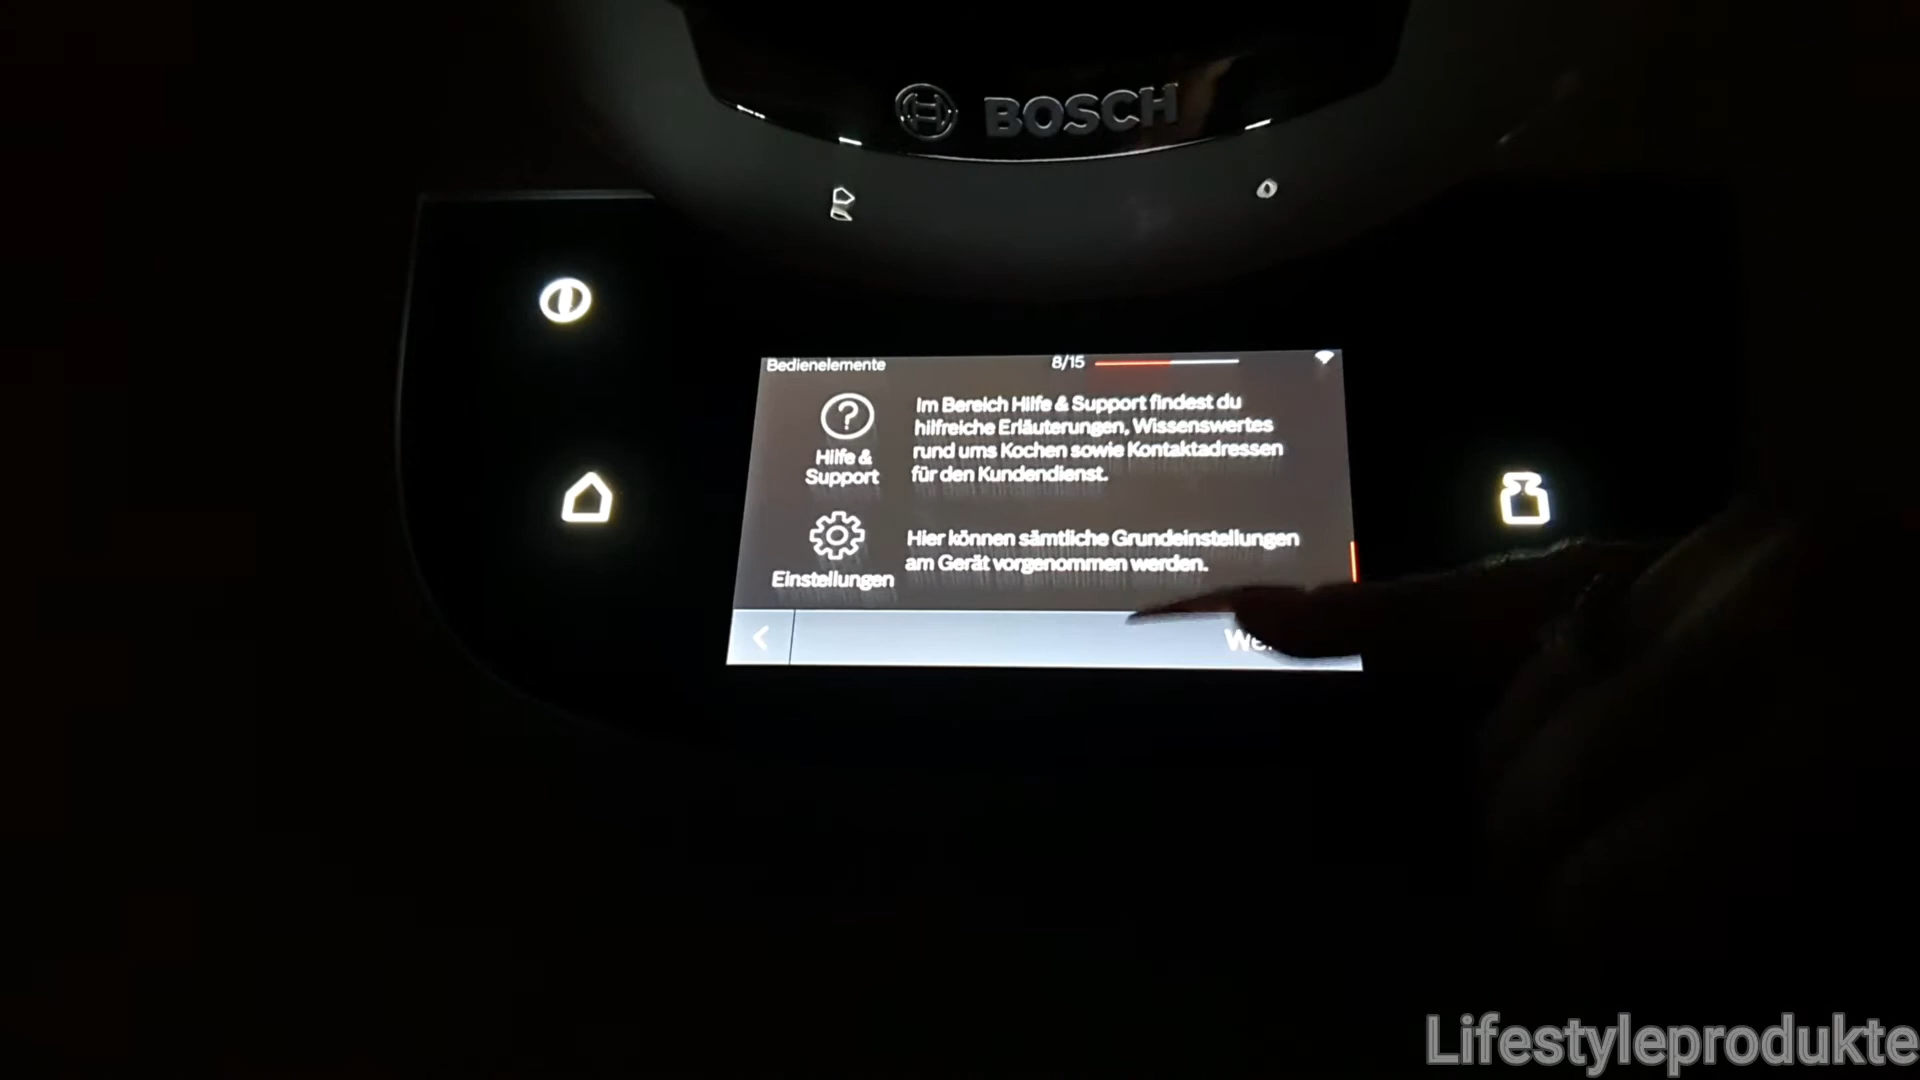 BOSCH
Bedienelemente 8/15
Hilfe &
Support
Im Bereich Hilfe & Support findest du
hilfreiche Erläuterungen, Wissenswertes
rund ums Kochen sowie Kontaktadressen
für den Kundendienst.
Einstellungen
Hier können sämtliche Grundeinstellungen
am Gerät vorgenommen werden.
Lifestyleprodukte